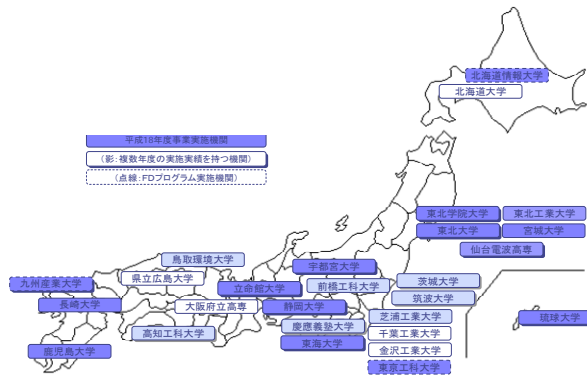 北海道情報大学
北海道大学
平成18年度事業実施機関
（影：複数年度の実施実績を持つ機関）
（点線：FDプログラム実施機関）
東北学院大学 東北工業大学
東北大学 宮城大学
仙台電波高専
鳥取環境大学 宇都宮大学
九州産業大学 県立広島大学 立命館大学 前橋工科大学 茨城大学
筑波大学
長崎大学 大阪府立高専 静岡大学 芝浦工業大学 琉球大学
高知工科大学 慶應義塾大学 千葉工業大学
鹿児島大学 東海大学 金沢工業大学
東京工科大学